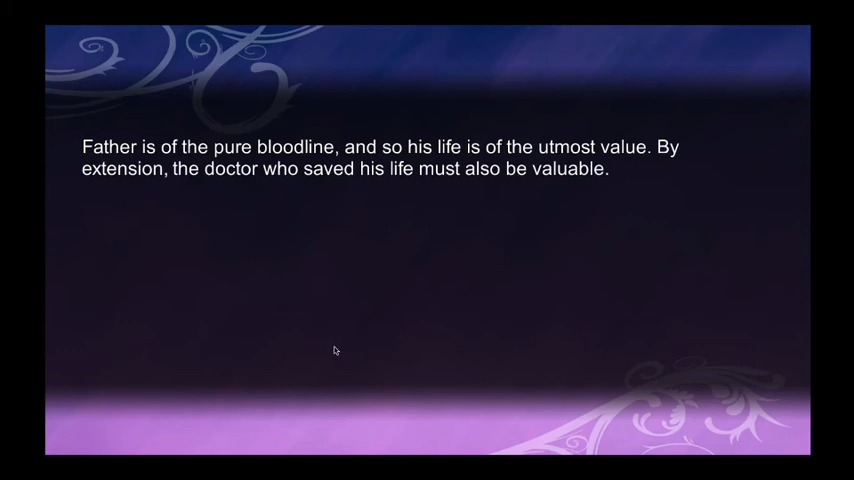 Father is of the pure bloodline, and so his life is of the utmost value. By
extension, the doctor who saved his life must also be valuable.